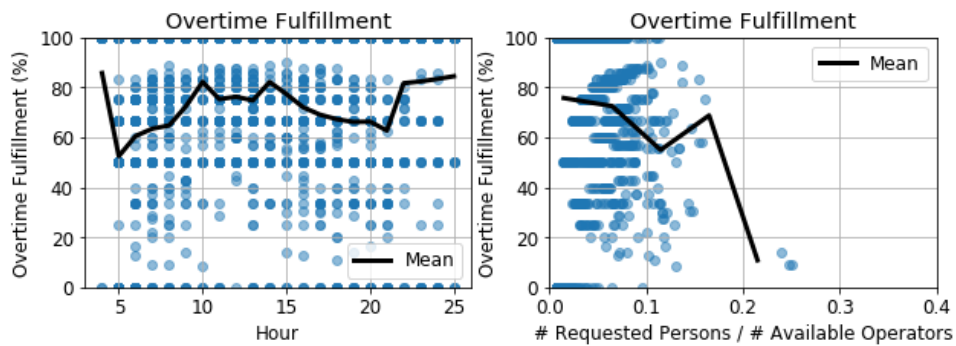 Overtime Fulfillment
Overtime Fulfillment (%)
100
80
60
40
20
0
5
10
15
20
25
Hour
Mean
Overtime Fulfillment
Overtime Fulfillment (%)
100
80
60
40
20
0
0.0
0.1
0.2
0.3
0.4
# Requested Persons / # Available Operators
Mean